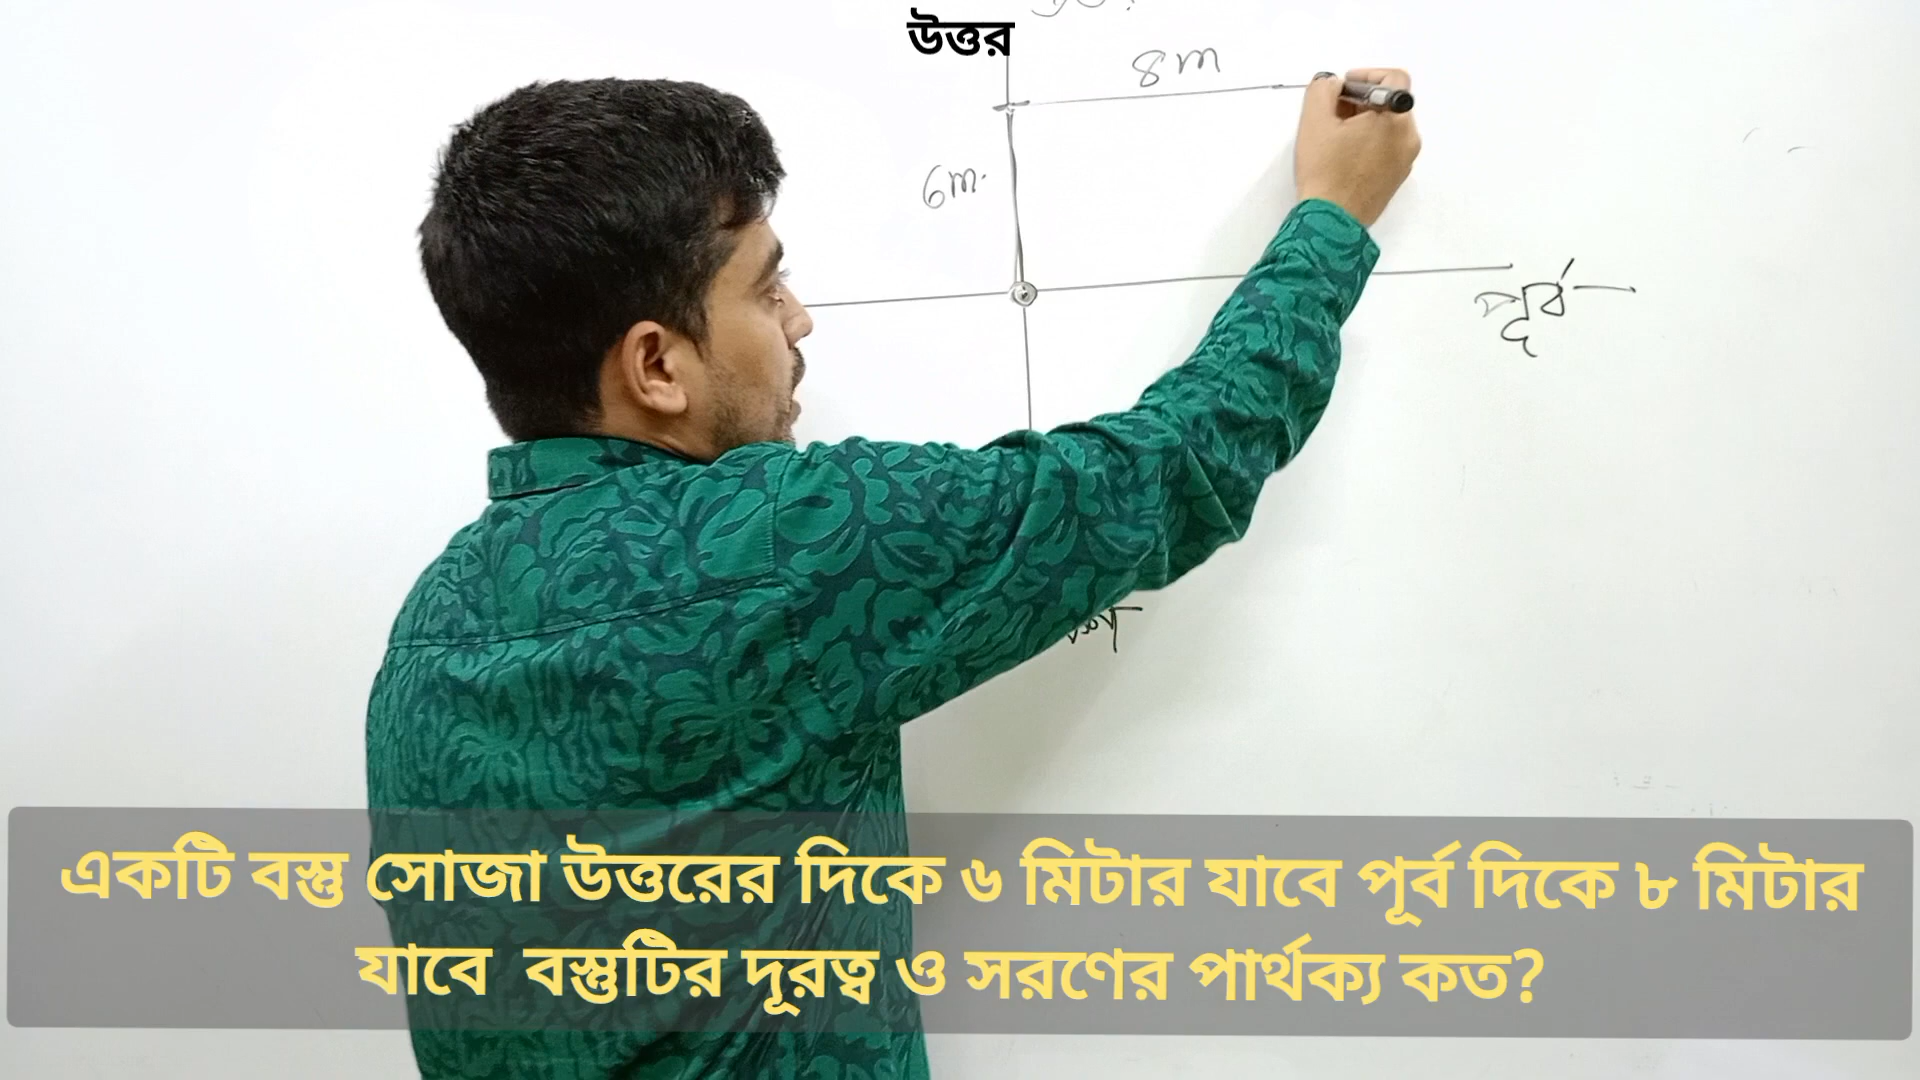 উত্তর
8m
6m.
পূর্ব
একটি বস্তু সোজা উত্তরের দিকে ৬ মিটার যাবে পূর্ব দিকে ৮ মিটার
যাবে বস্তুটির দূরত্ব ও সরণের পার্থক্য কত?